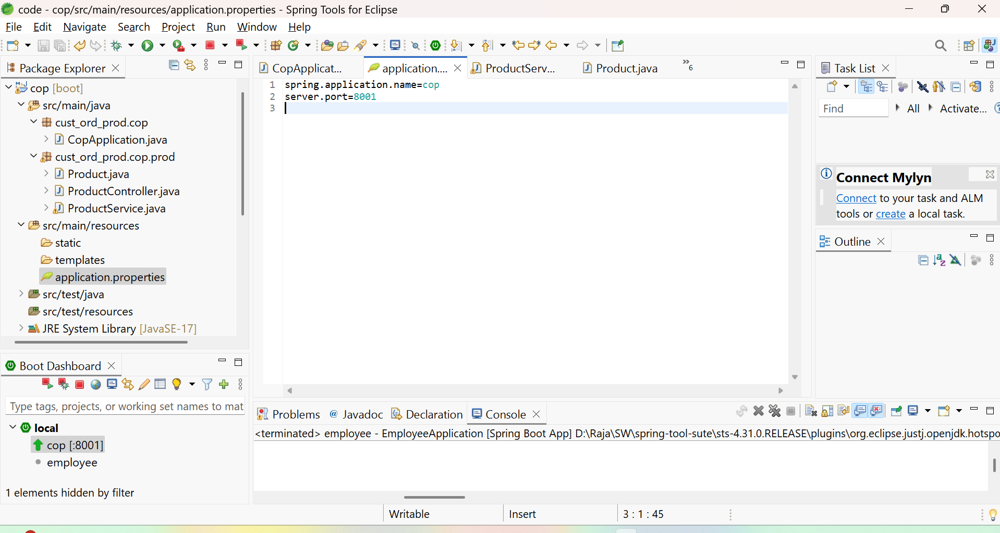 code - cop/src/main/resources/application.properties - Spring Tools for Eclipse
File Edit Navigate Search Project Run Window Help
Package Explorer
cop [boot]
src/main/java
cust_ord_prod.cop
CopApplication.java
cust_ord_prod.cop.prod
Product.java
ProductController.java
ProductService.java
src/main/resources
static
templates
application.properties
src/test/java
src/test/resources
JRE System Library [JavaSE-17]
Boot Dashboard
Type tags, projects, or working set names to mat
local
cop [:8001]
employee
1 elements hidden by filter
CopApplicat... application.... ProductServ... Product.java »6
1 spring.application.name=cop
2 server.port=8001
3
Task List
Find All Activate...
Connect Mylyn
Connect to your task and ALM
tools or create a local task.
Outline
Problems @ Javadoc Declaration Console
<terminated> employee - EmployeeApplication [Spring Boot App] D:\Raja\SW\spring-tool-sute\sts-4.31.0.RELEASE\plugins\org.eclipse.justj.openjdk.hotspo
Writable Insert 3 : 1 : 45